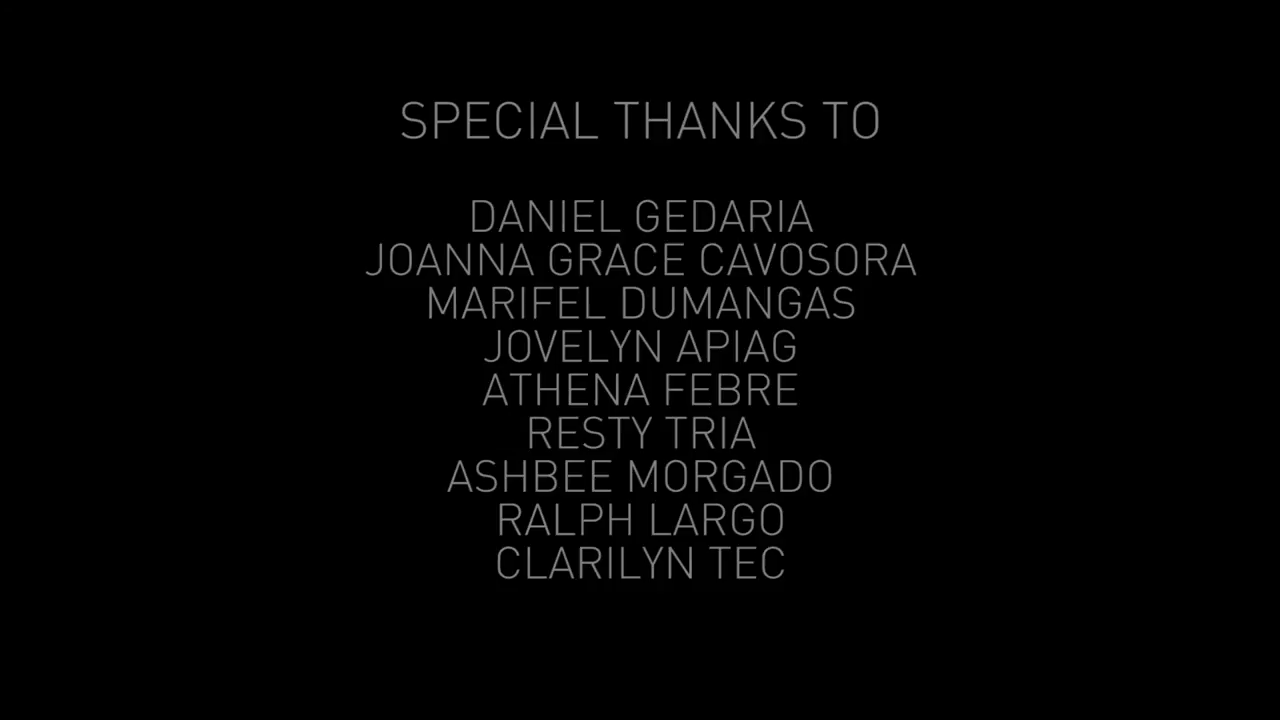 SPECIAL THANKS TO
DANIEL GEDARIA
JOANNA GRACE CAVOSORA
MARIFEL DUMANGAS
JOVELYN APIAG
ATHENA FEBRE
RESTY TRIA
ASHBEE MORGADO
RALPH LARGO
CLARILYN TEC